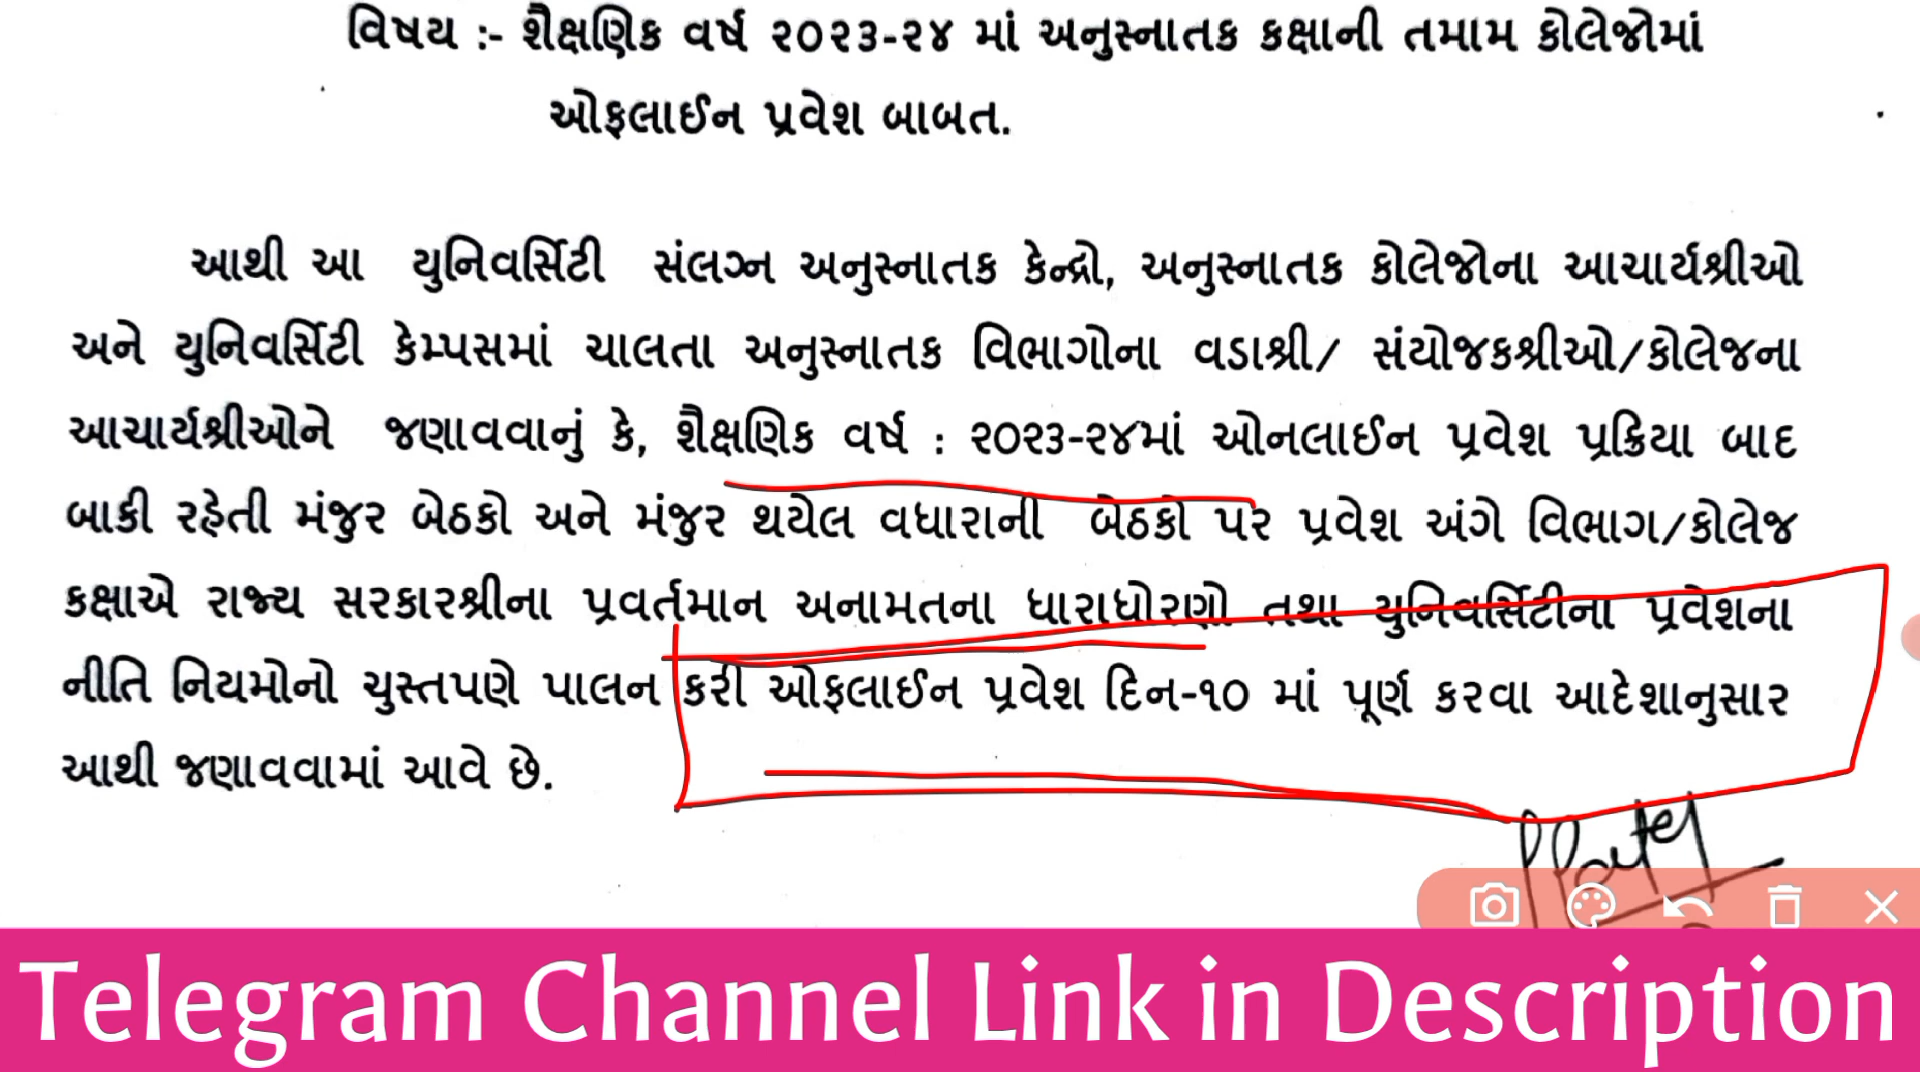 વિષય :- શૈક્ષણિક વર્ષ ૨૦૨૩-૨૪ માં અનુસ્નાતક કક્ષાની તમામ કોલેજોમાં
ઓફલાઈન પ્રવેશ બાબત.
આથી આ યુનિવર્સિટી સંલગ્ન અનુસ્નાતક કેન્દ્રો, અનુસ્નાતક કોલેજોના આચાર્યશ્રીઓ
અને યુનિવર્સિટી કેમ્પસમાં ચાલતા અનુસ્નાતક વિભાગોના વડાશ્રી/ સંયોજકશ્રીઓ/કોલેજના
આચાર્યશ્રીઓને જણાવવાનું કે, શૈક્ષણિક વર્ષ : ૨૦૨૩-૨૪માં ઓનલાઈન પ્રવેશ પ્રક્રિયા બાદ
બાકી રહેતી મંજુર બેઠકો અને મંજુર થયેલ વધારાની બેઠકો પર પ્રવેશ અંગે વિભાગ/કોલેજ
કક્ષાએ રાજ્ય સરકારશ્રીના પ્રવર્તમાન અનામતના ધારાધોરણો તથા યુનિવર્સિટીના પ્રવેશના
નીતિ નિયમોનો ચુસ્તપણે પાલન કરી ઓફલાઈન પ્રવેશ દિન-૧૦ માં પૂર્ણ કરવા આદેશાનુસાર
આથી જણાવવામાં આવે છે.
Telegram Channel Link in Description